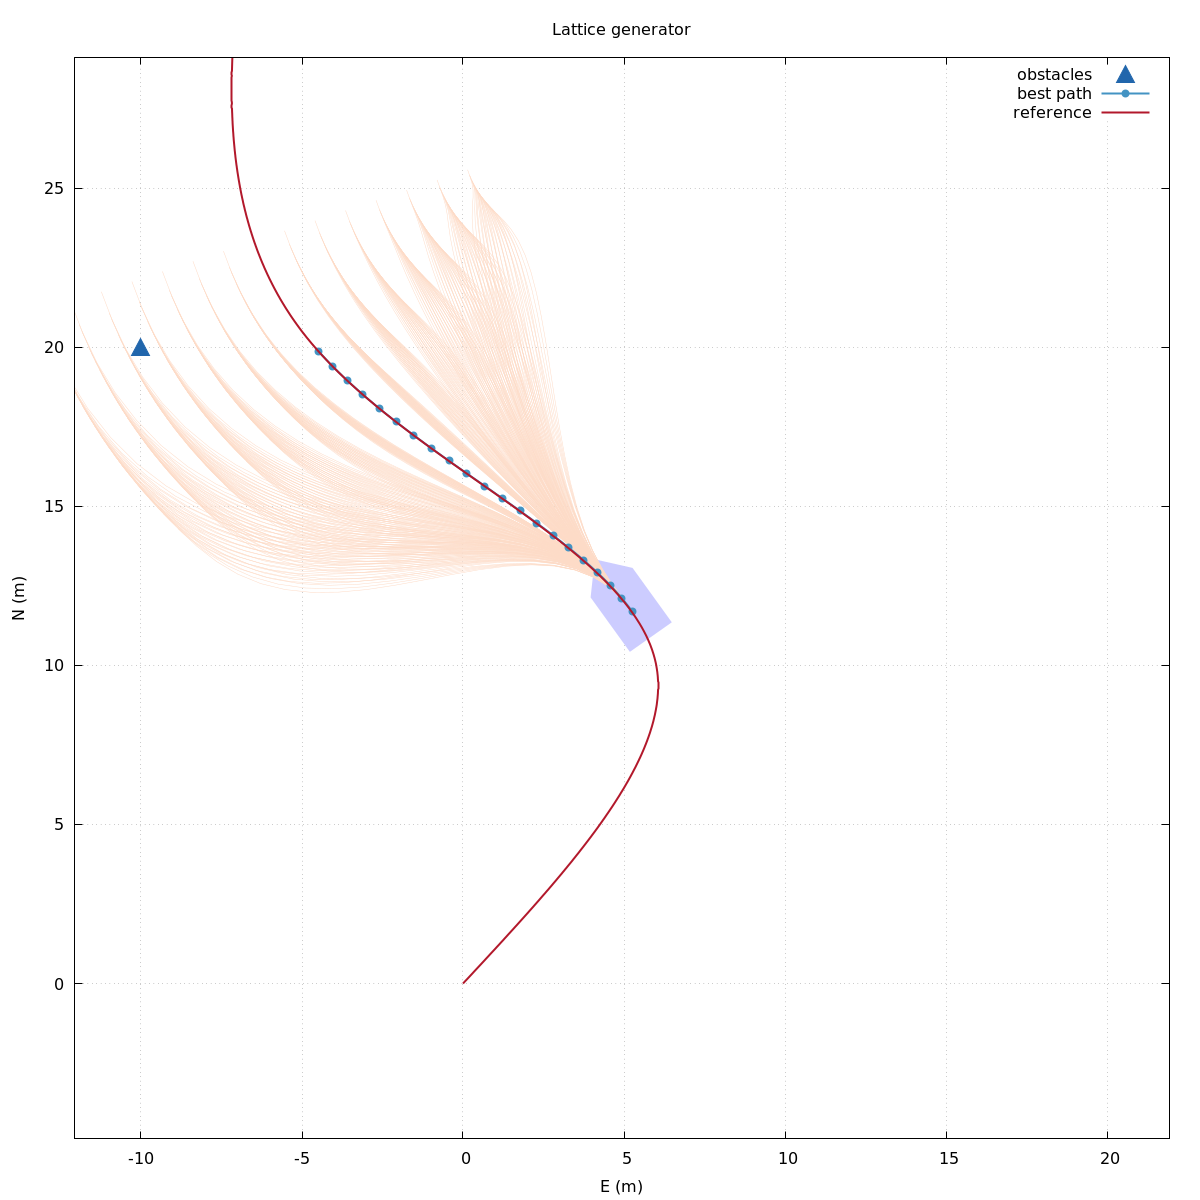 Lattice generator
obstacles
best path
reference
25
20
15
10
5
0
N (m)
-10 -5 0 5 10 15 20
E (m)